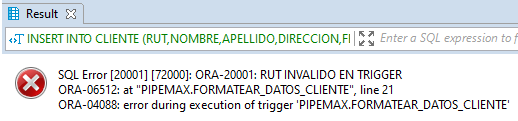 Result
INSERT INTO CLIENTE (RUT,NOMBRE,APELLIDO,DIRECCION,FI
Enter a SQL expression to f
SQL Error [20001] [72000]: ORA-20001: RUT INVALIDO EN TRIGGER
ORA-06512: at "PIPEMAX.FORMATEAR_DATOS_CLIENTE", line 21
ORA-04088: error during execution of trigger 'PIPEMAX.FORMATEAR_DATOS_CLIENTE'